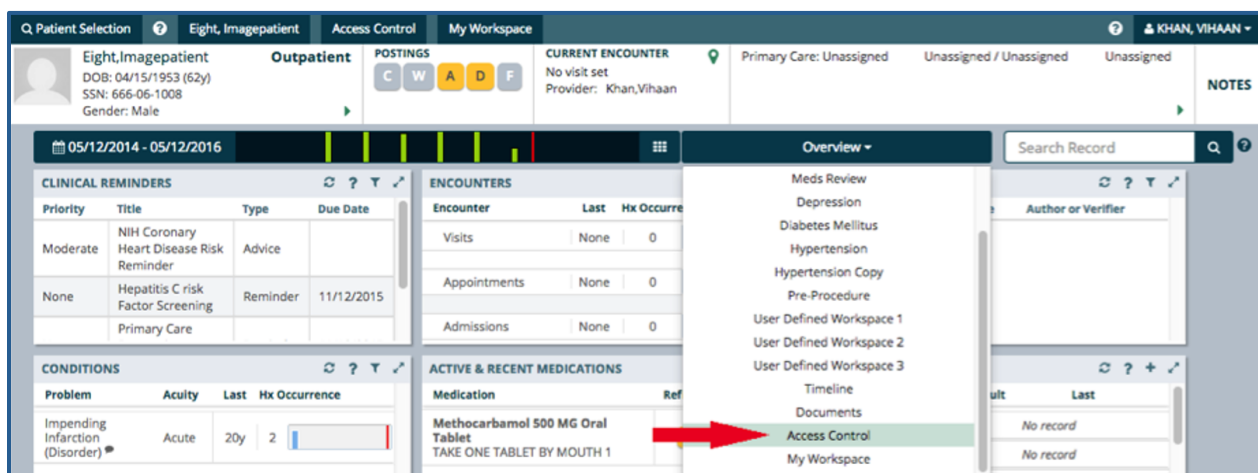 Patient Selection ? Eight, Imagepatient Access Control My Workspace ? KHAN, VIHAAN
Eight,Imagepatient Outpatient
DOB: 04/15/1953 (62y)
SSN: 666-06-1008
Gender: Male
POSTINGS
C W A D F
CURRENT ENCOUNTER
No visit set
Provider: Khan,Vihaan
Primary Care: Unassigned Unassigned / Unassigned Unassigned
NOTES
05/12/2014 - 05/12/2016 Overview Search Record ?
CLINICAL REMINDERS ?
Priority Title Type Due Date
Moderate NIH Coronary Heart Disease Risk Reminder Advice
None Hepatitis C risk Factor Screening Reminder 11/12/2015
Primary Care
ENCOUNTERS
Encounter Last Hx Occurre
Visits None 0
Appointments None 0
Admissions None 0
Meds Review
Depression
Diabetes Mellitus
Hypertension
Hypertension Copy
Pre-Procedure
User Defined Workspace 1
User Defined Workspace 2
User Defined Workspace 3
Timeline
Documents
Access Control
My Workspace
?
Author or Verifier
CONDITIONS ?
Problem Acuity Last Hx Occurrence
Impending Infarction (Disorder) Acute 20y 2
ACTIVE & RECENT MEDICATIONS
Medication Ref
Methocarbamol 500 MG Oral
Tablet
TAKE ONE TABLET BY MOUTH 1
?
ult Last
No record
No record